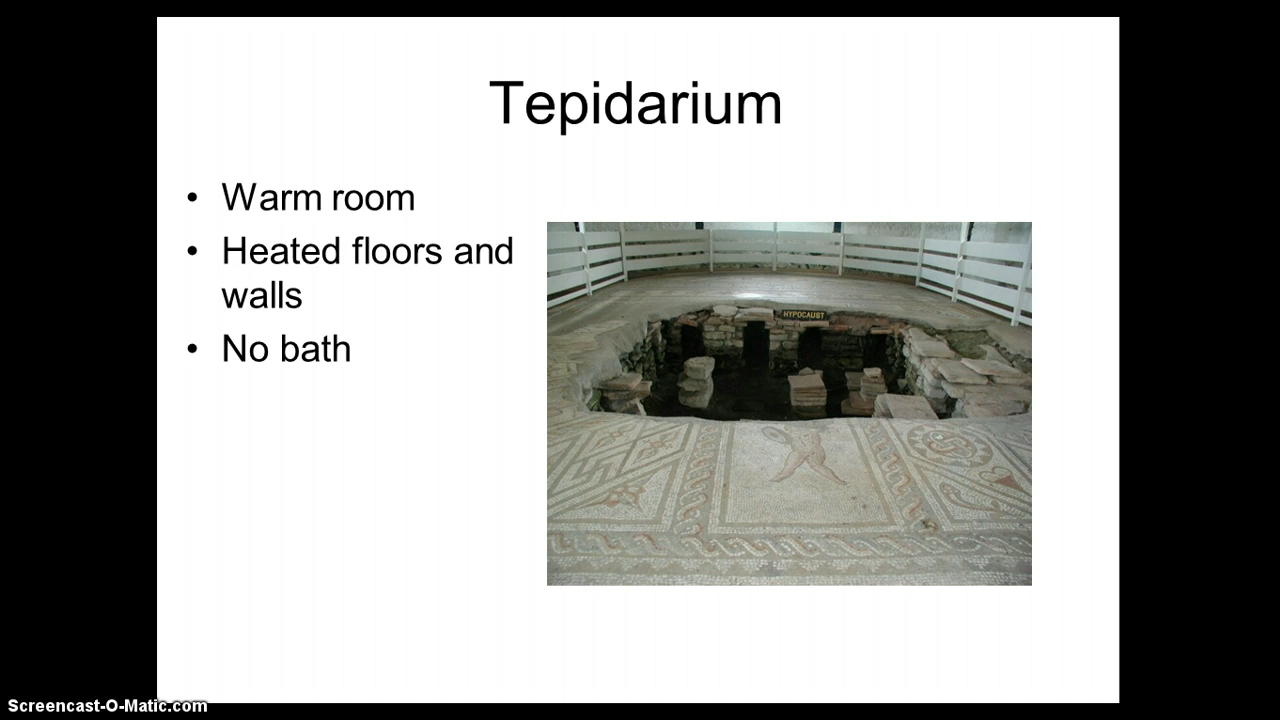 Tepidarium
• Warm room
• Heated floors and
walls
• No bath
HYPOCAUST
Screencast-O-Matic.com